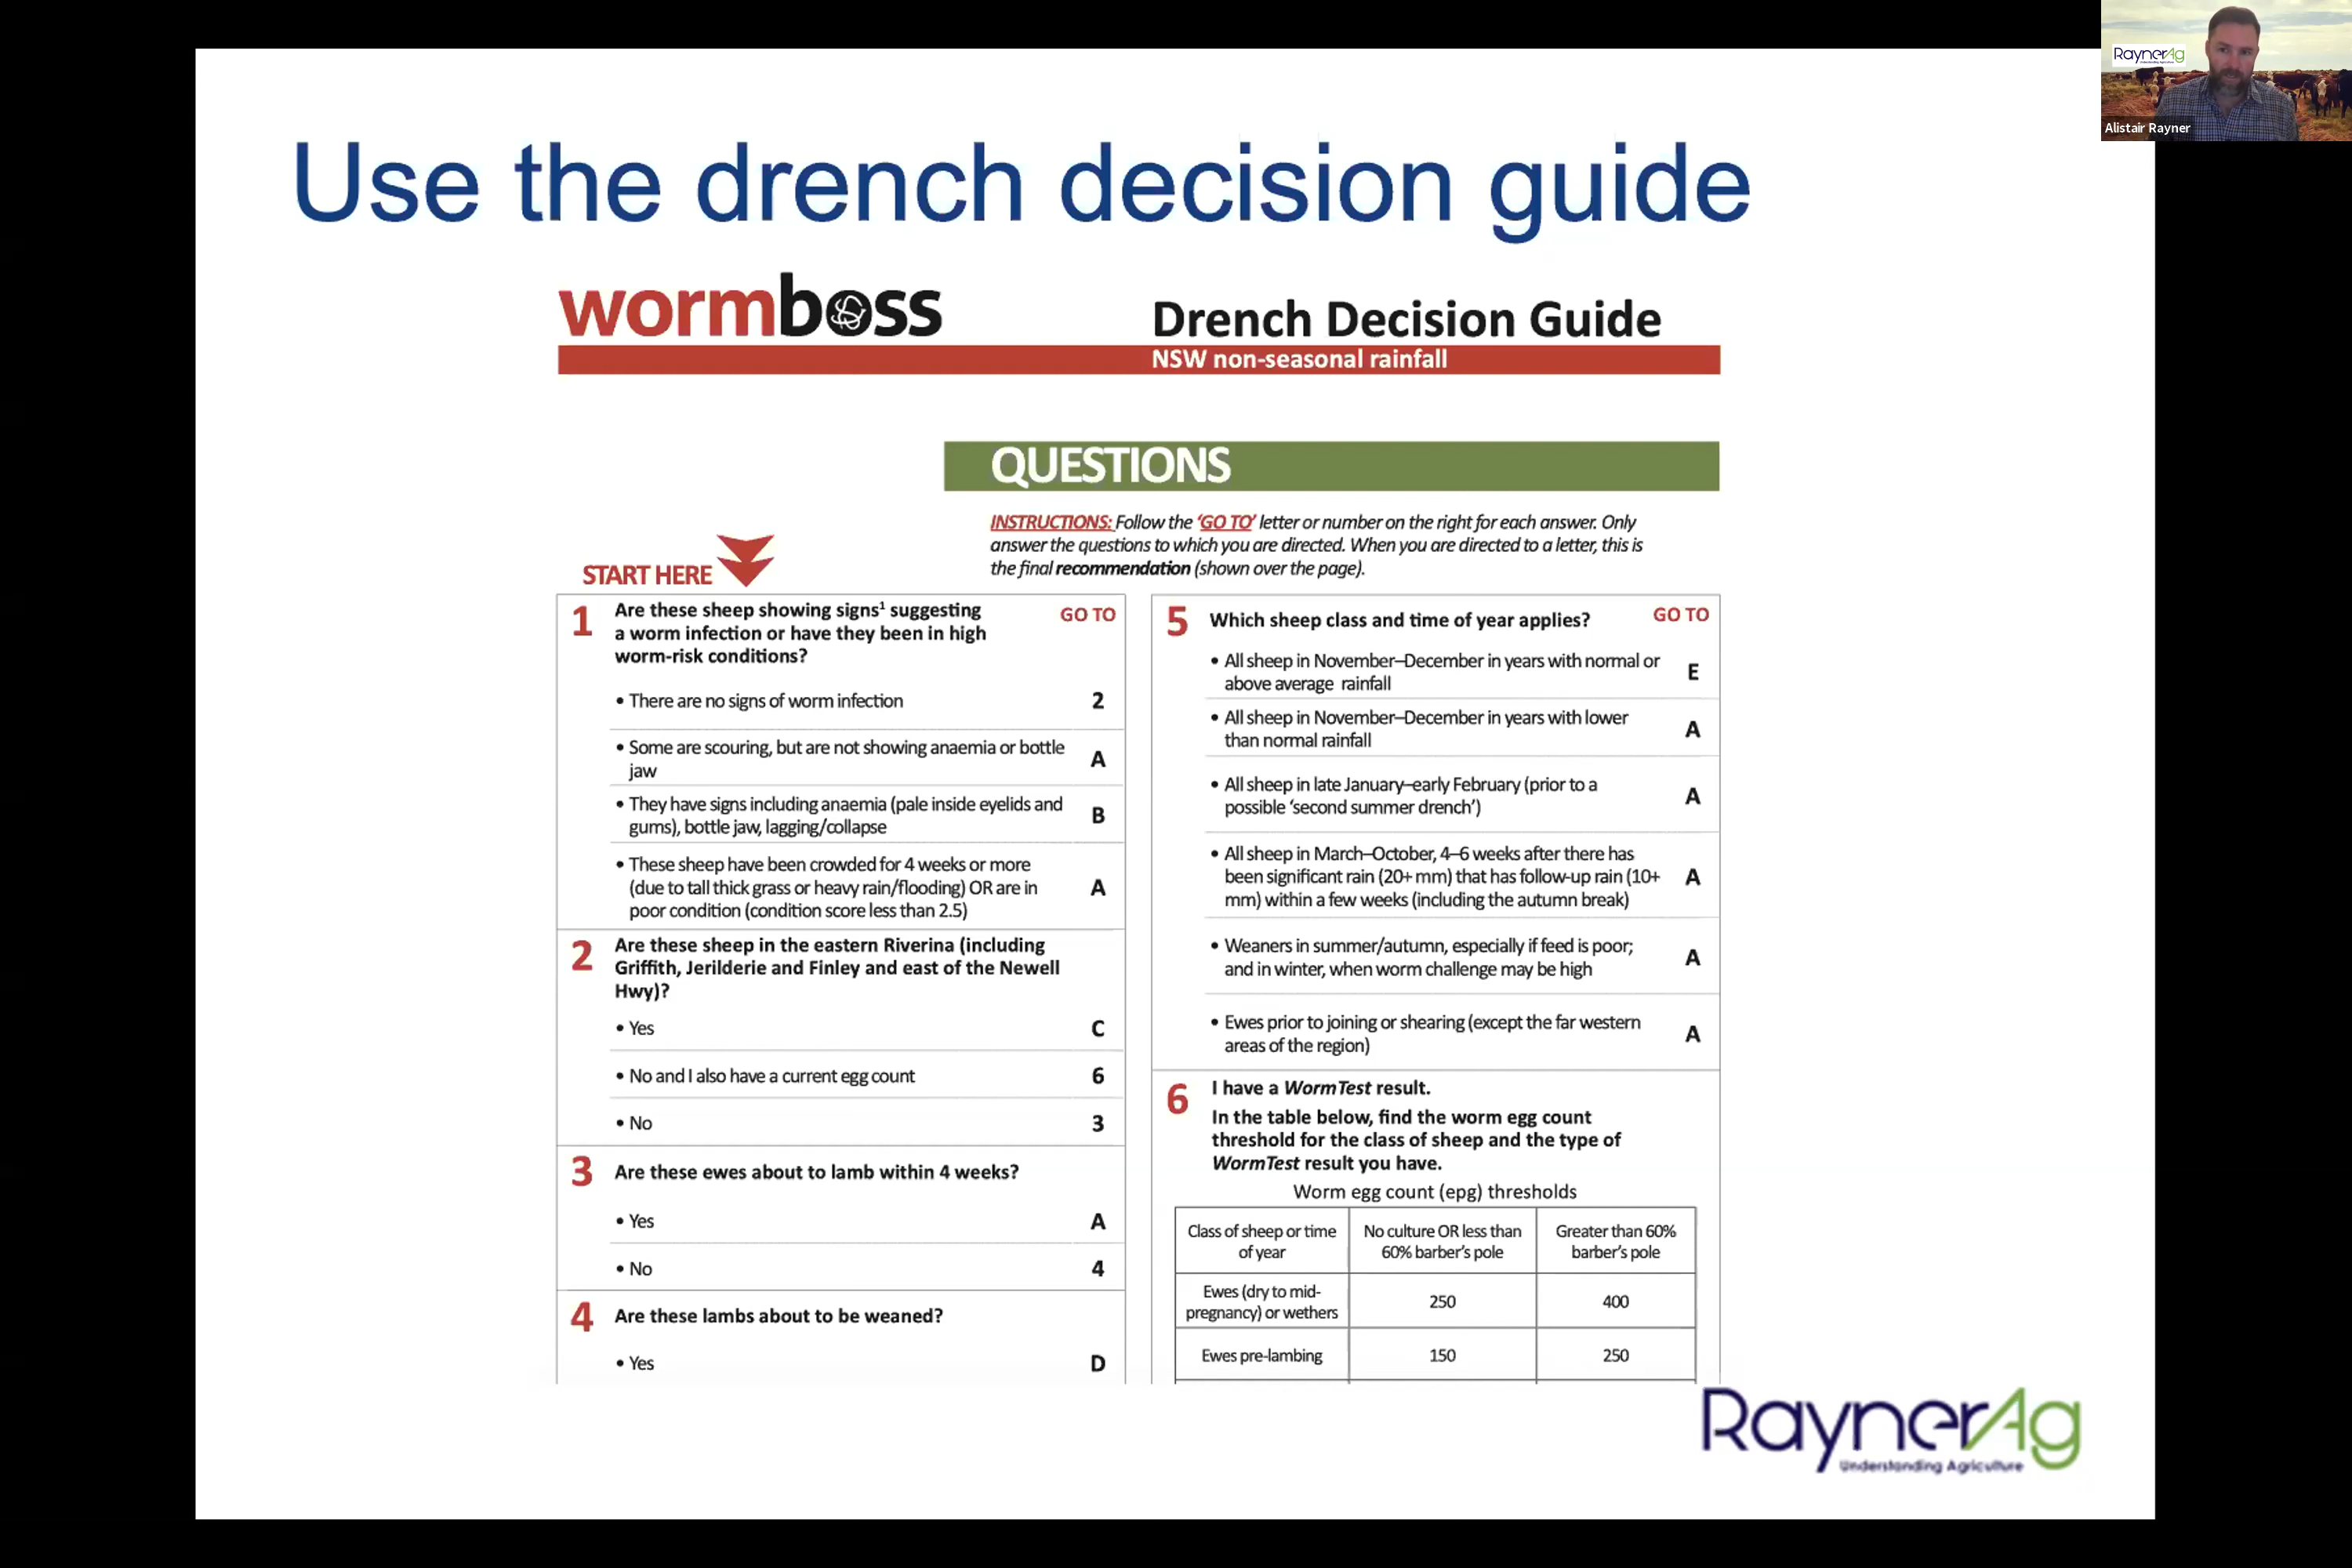 Use the drench decision guide
wormboss
Drench Decision Guide
NSW non-seasonal rainfall
QUESTIONS
INSTRUCTIONS: Follow the 'GO TO' letter or number on the right for each answer. Only
answer the questions to which you are directed. When you are directed to a letter, this is
the final recommendation (shown over the page).
START HERE
1 Are these sheep showing signs¹ suggesting GO TO
a worm infection or have they been in high
worm-risk conditions?
• There are no signs of worm infection 2
• Some are scouring, but are not showing anaemia or bottle
jaw A
• They have signs including anaemia (pale inside eyelids and
gums), bottle jaw, lagging/collapse B
• These sheep have been crowded for 4 weeks or more
(due to tall thick grass or heavy rain/flooding) OR are in A
poor condition (condition score less than 2.5)
2 Are these sheep in the eastern Riverina (including
Griffith, Jerilderie and Finley and east of the Newell
Hwy)?
• Yes C
• No and I also have a current egg count 6
• No 3
3 Are these ewes about to lamb within 4 weeks?
• Yes A
• No 4
4 Are these lambs about to be weaned?
• Yes D
5 Which sheep class and time of year applies? GO TO
• All sheep in November–December in years with normal or
above average rainfall E
• All sheep in November–December in years with lower
than normal rainfall A
• All sheep in late January–early February (prior to a
possible 'second summer drench') A
• All sheep in March–October, 4–6 weeks after there has
been significant rain (20+ mm) that has follow-up rain (10+ A
mm) within a few weeks (including the autumn break)
• Weaners in summer/autumn, especially if feed is poor;
and in winter, when worm challenge may be high A
• Ewes prior to joining or shearing (except the far western
areas of the region) A
6 I have a WormTest result.
In the table below, find the worm egg count
threshold for the class of sheep and the type of
WormTest result you have.
Worm egg count (epg) thresholds
Class of sheep or time No culture OR less than Greater than 60%
of year 60% barber's pole barber's pole
Ewes (dry to mid-
pregnancy) or wethers 250 400
Ewes pre-lambing 150 250
RaynerAg
Understanding Agriculture
RaynerAg
Alistair Rayner